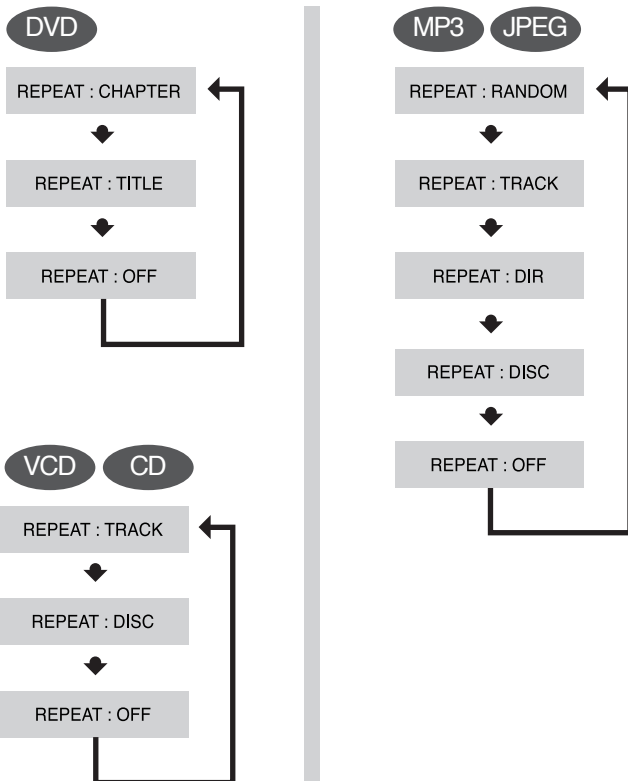 DVD
REPEAT : CHAPTER
REPEAT : TITLE
REPEAT : OFF
VCD CD
REPEAT : TRACK
REPEAT : DISC
REPEAT : OFF
MP3 JPEG
REPEAT : RANDOM
REPEAT : TRACK
REPEAT : DIR
REPEAT : DISC
REPEAT : OFF